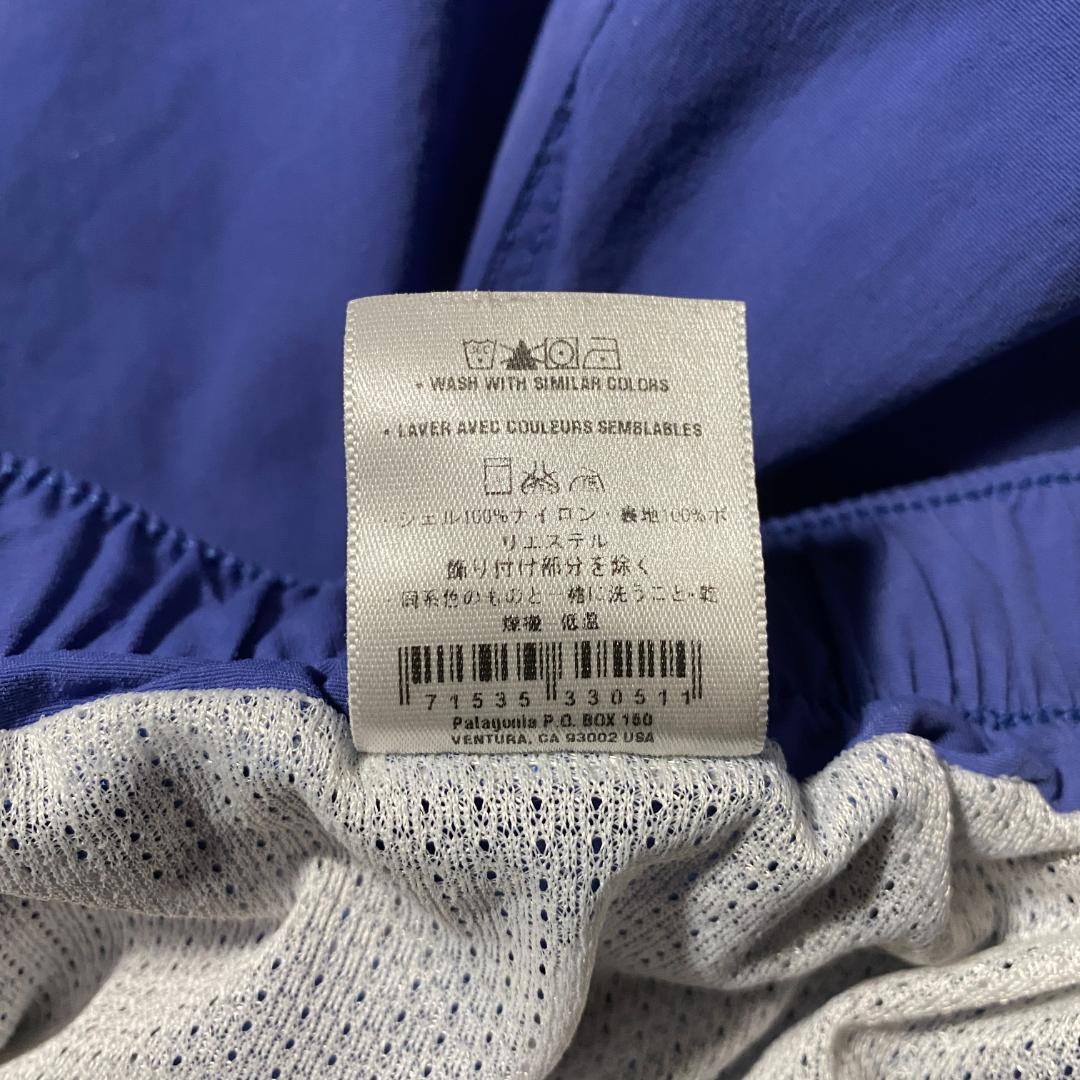 • WASH WITH SIMILAR COLORS
• LAVER AVEC COULEURS SEMBLABLES
・シェル100%ナイロン・裏地100%ポ
リエステル
飾り付け部分を除く
・同系色のものと一緒に洗うこと・乾
燥機 低温
71535 330511
Patagonia P.O. BOX 150
VENTURA, CA 93002 USA